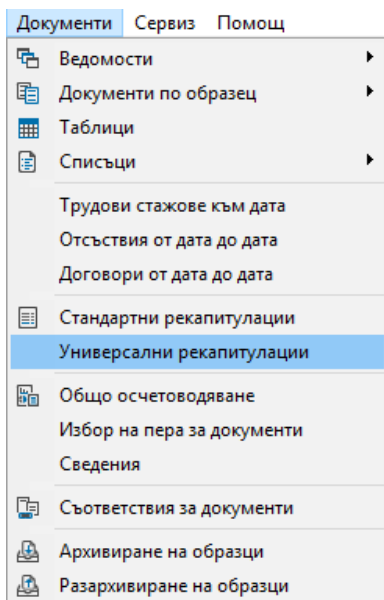 Документи Сервиз Помощ
Ведомости
Документи по образец
Таблици
Списъци
Трудови стажове към дата
Отсъствия от дата до дата
Договори от дата до дата
Стандартни рекапитулации
Универсални рекапитулации
Общо осчетоводяване
Избор на пера за документи
Сведения
Съответствия за документи
Архивиране на образци
Разархивиране на образци